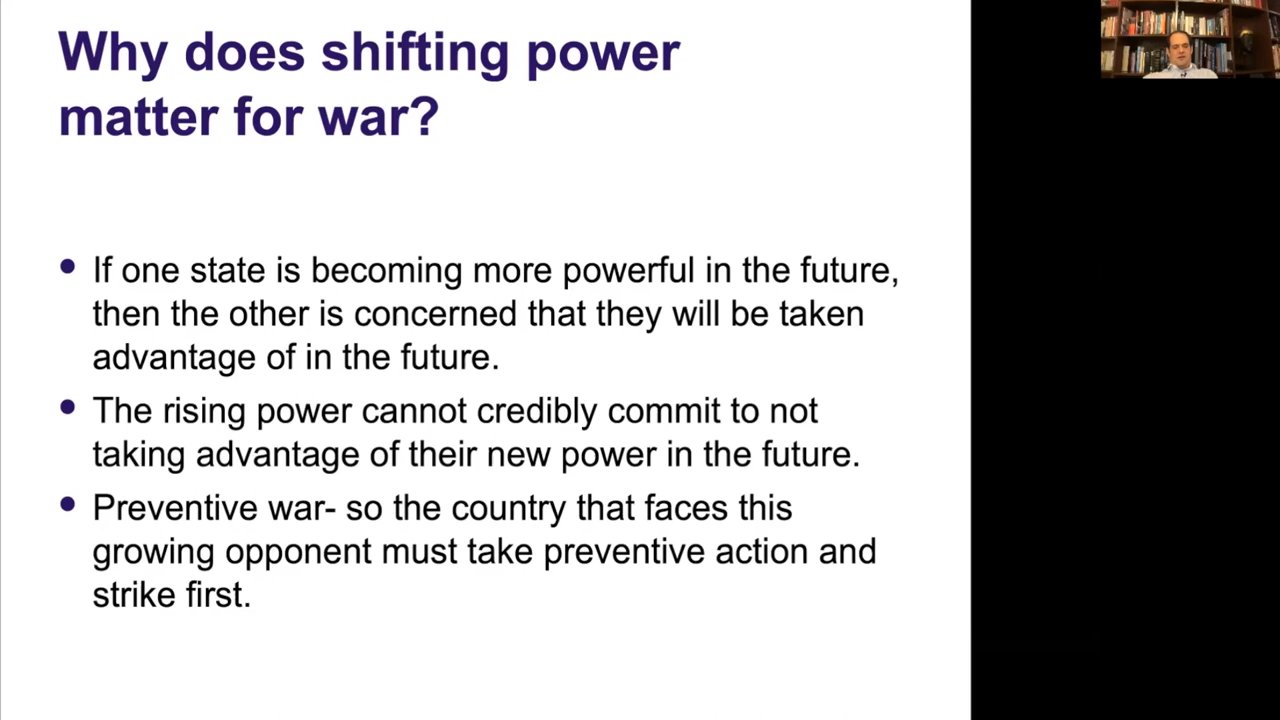 Why does shifting power
matter for war?
• If one state is becoming more powerful in the future,
then the other is concerned that they will be taken
advantage of in the future.
• The rising power cannot credibly commit to not
taking advantage of their new power in the future.
• Preventive war- so the country that faces this
growing opponent must take preventive action and
strike first.